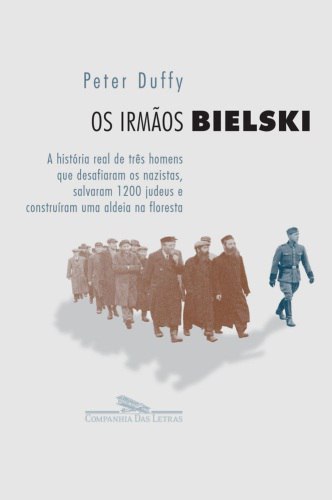 Peter Duffy
OS IRMÃOS BIELSKI
A história real de três homens
que desafiaram os nazistas,
salvaram 1200 judeus e
construíram uma aldeia na floresta
COMPANHIA DAS LETRAS